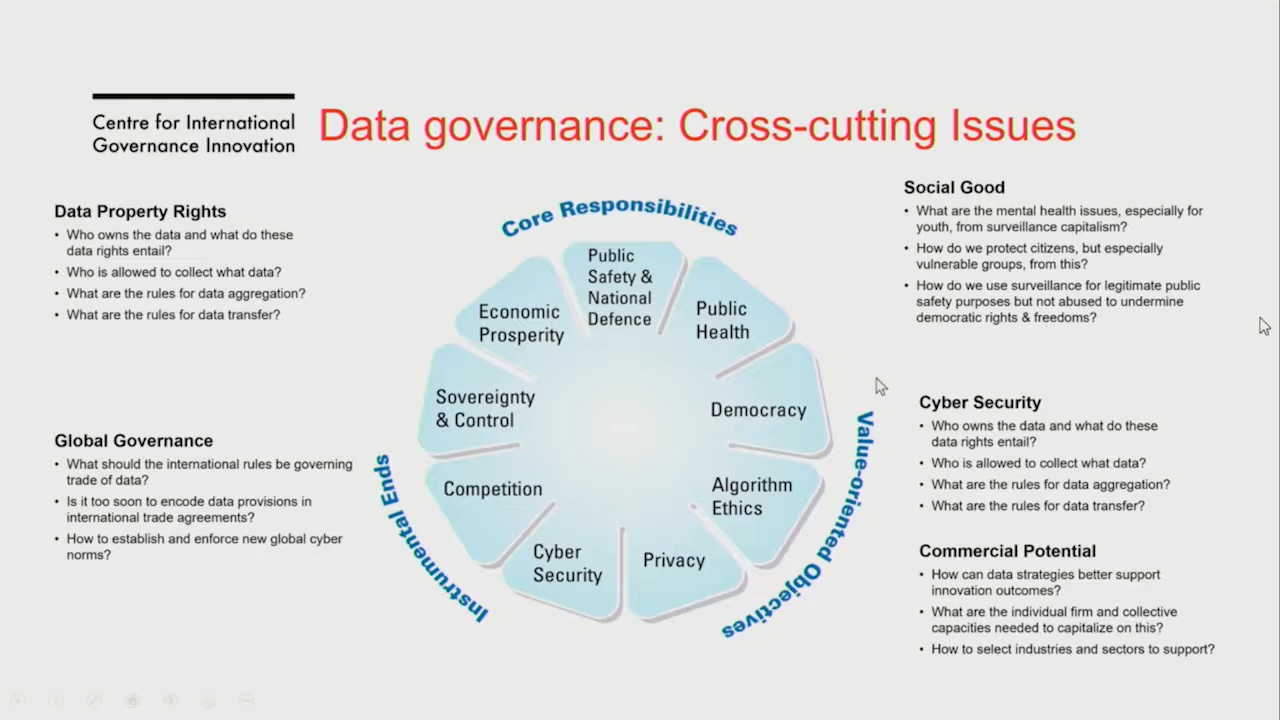 Centre for International
Governance Innovation
Data governance: Cross-cutting Issues
Data Property Rights
• Who owns the data and what do these
data rights entail?
• Who is allowed to collect what data?
• What are the rules for data aggregation?
• What are the rules for data transfer?
Global Governance
• What should the international rules be governing
trade of data?
• Is it too soon to encode data provisions in
international trade agreements?
• How to establish and enforce new global cyber
norms?
Core Responsibilities
Public
Safety &
National
Defence
Public
Health
Democracy
Algorithm
Ethics
Privacy
Cyber
Security
Competition
Sovereignty
& Control
Economic
Prosperity
Value-oriented Objectives
Instrumental Ends
Social Good
• What are the mental health issues, especially for
youth, from surveillance capitalism?
• How do we protect citizens, but especially
vulnerable groups, from this?
• How do we use surveillance for legitimate public
safety purposes but not abused to undermine
democratic rights & freedoms?
Cyber Security
• Who owns the data and what do these
data rights entail?
• Who is allowed to collect what data?
• What are the rules for data aggregation?
• What are the rules for data transfer?
Commercial Potential
• How can data strategies better support
innovation outcomes?
• What are the individual firm and collective
capacities needed to capitalize on this?
• How to select industries and sectors to support?